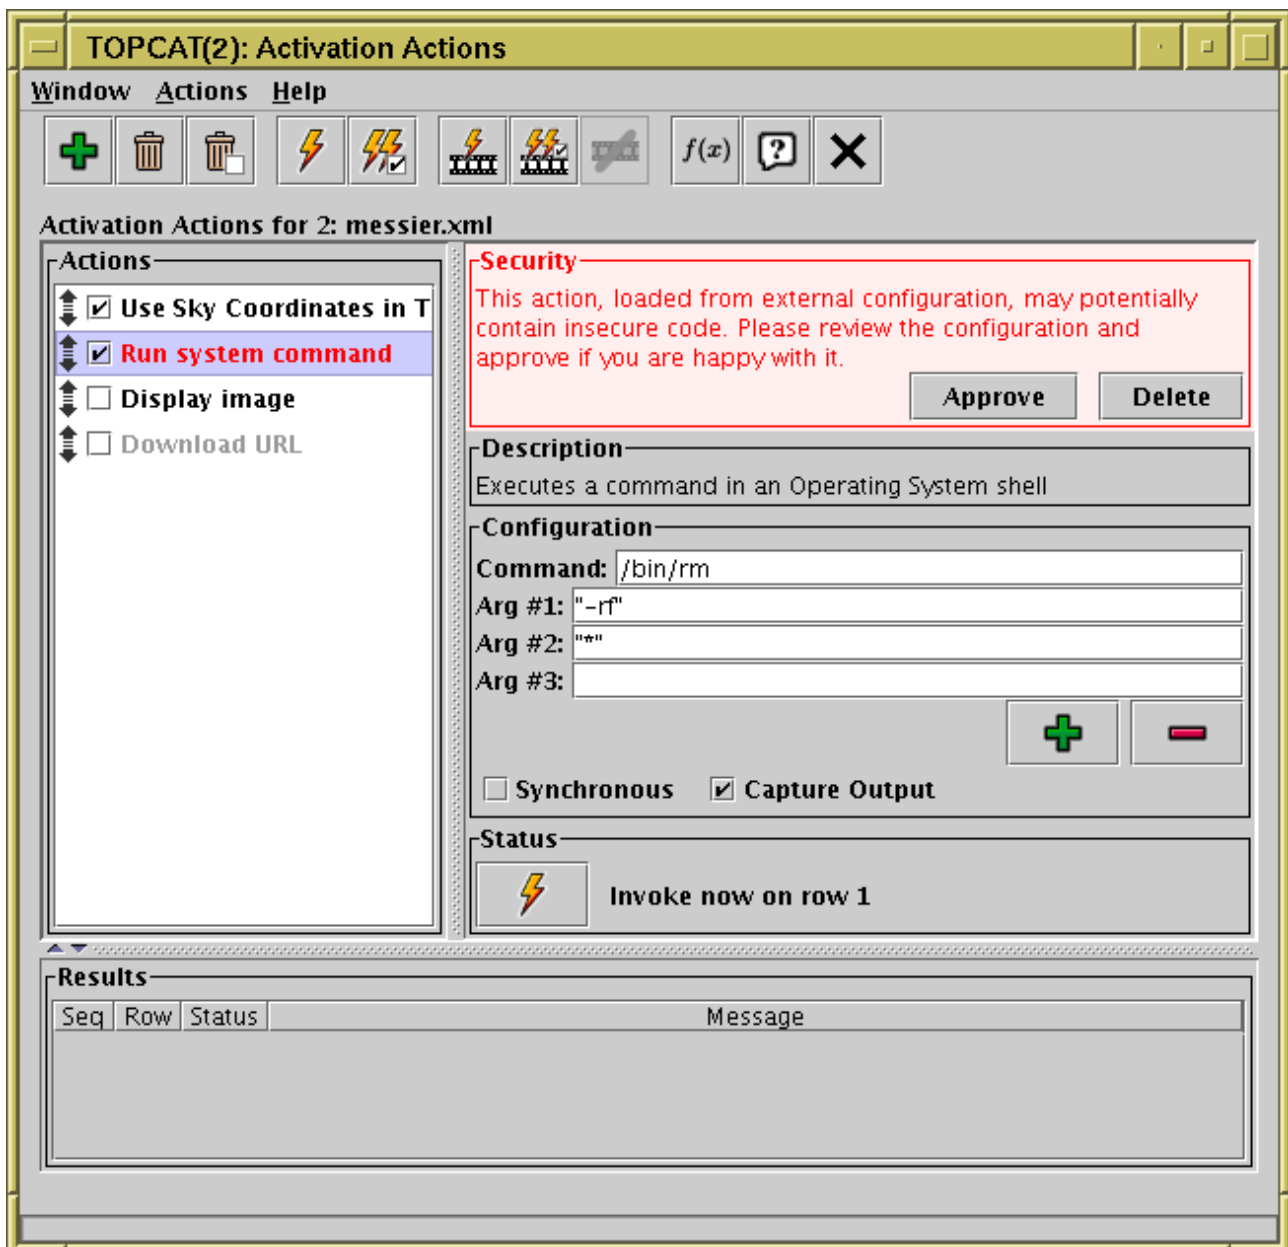 TOPCAT(2): Activation Actions
Window Actions Help
f(x) ?
Activation Actions for 2: messier.xml
Actions
Use Sky Coordinates in T
Run system command
Display image
Download URL
Security
This action, loaded from external configuration, may potentially
contain insecure code. Please review the configuration and
approve if you are happy with it.
Approve Delete
Description
Executes a command in an Operating System shell
Configuration
Command: /bin/rm
Arg #1: "-rf"
Arg #2: "*"
Arg #3:
Synchronous Capture Output
Status
Invoke now on row 1
Results
Seq Row Status Message